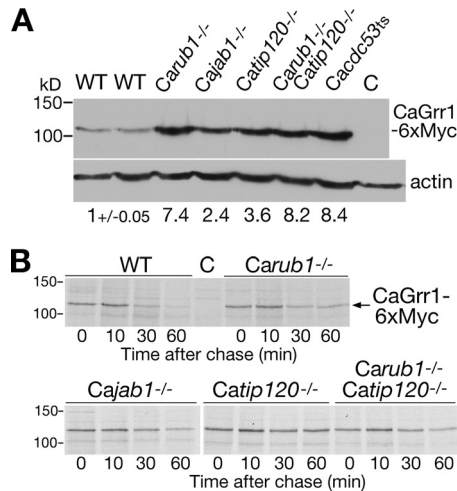 A
WT WT Carub1-/- Cajab1-/- Catip120-/- Carub1-/- Catip120-/- Cacdc53ts C
kD
150
100
CaGrr1
-6xMyc
actin
1+/-0.05 7.4 2.4 3.6 8.2 8.4
B
WT C Carub1-/-
150
100
CaGrr1-
6xMyc
0 10 30 60 0 10 30 60
Time after chase (min)
Carub1-/-
Cajab1-/- Catip120-/- Catip120-/-
150
100
0 10 30 60 0 10 30 60 0 10 30 60
Time after chase (min)